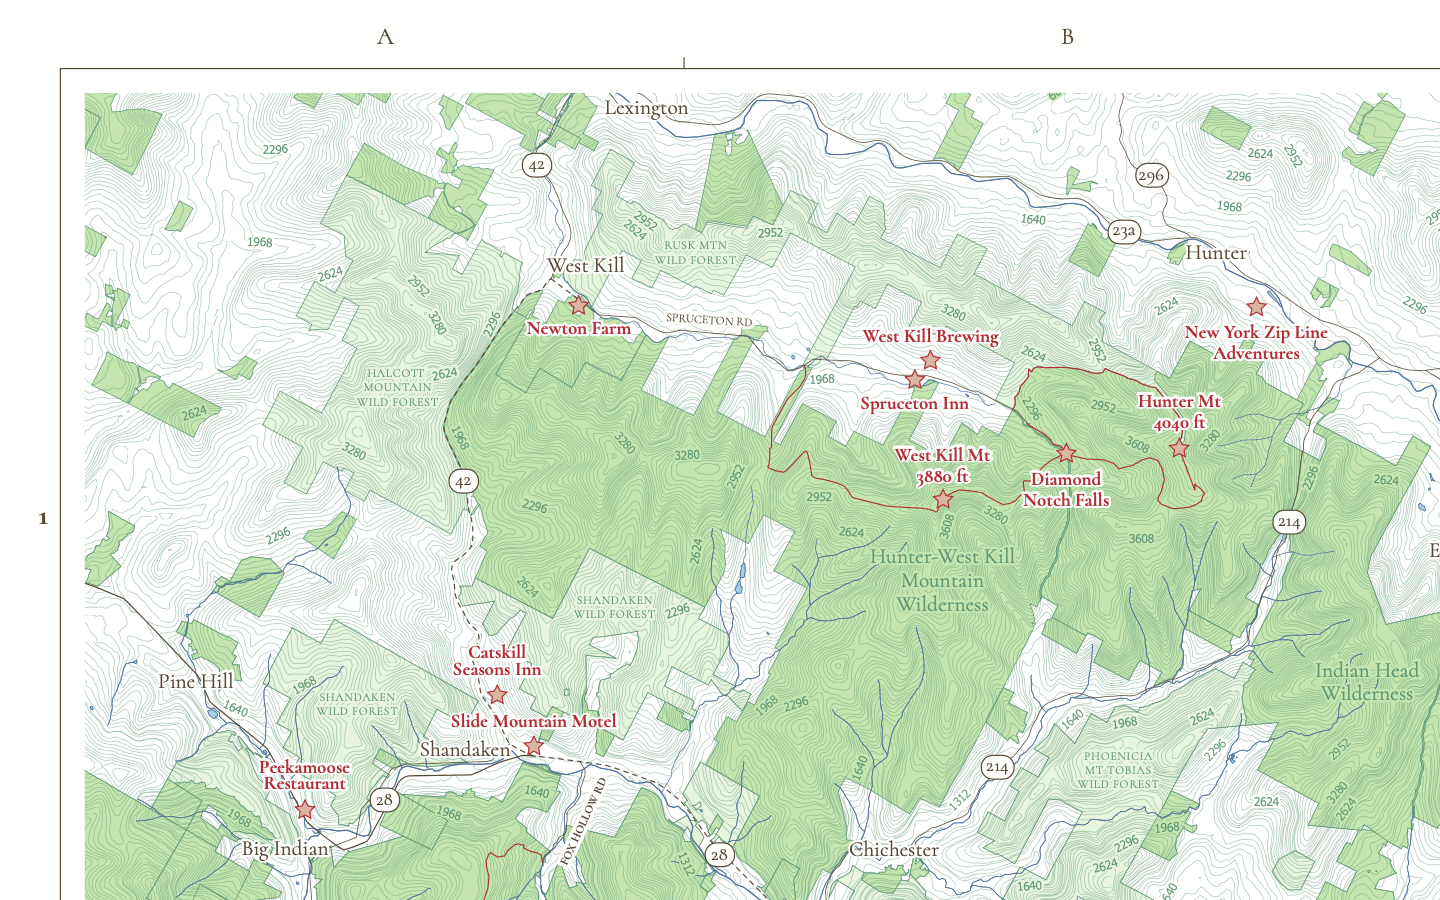 A
B
1
Lexington
2296
42
2952
2624
2952
RUSK MTN
WILD FOREST
1968
2624
2952
West Kill
3280
2296
Newton Farm
SPRUCETON RD
2624
2952
296
2296
1968
1640
23a
Hunter
2624
2296
3280
West Kill Brewing
New York Zip Line
Adventures
2624
2952
1968
Spruceton Inn
HALCOTT
MOUNTAIN
WILD FOREST
2624
2624
1968
3280
2296
2952
Hunter Mt
4040 ft
3608
3280
3280
3280
2952
West Kill Mt
3880 ft
Diamond
Notch Falls
2952
3280
3608
2296
2624
42
2296
2296
2624
2624
3608
214
Hunter-West Kill
Mountain
Wilderness
2624
SHANDAKEN
WILD FOREST
2296
Catskill
Seasons Inn
Pine Hill
1968
1640
SHANDAKEN
WILD FOREST
Slide Mountain Motel
Shandaken
1968
2296
Indian Head
Wilderness
1640
1968
2624
2296
2952
PHOENICIA
MT TOBIAS
WILD FOREST
Peekamoose
Restaurant
28
1968
1968
1640
FOX HOLLOW RD
1640
214
1312
3280
2624
2624
1968
2296
2624
1640
Big Indian
28
1312
Chichester